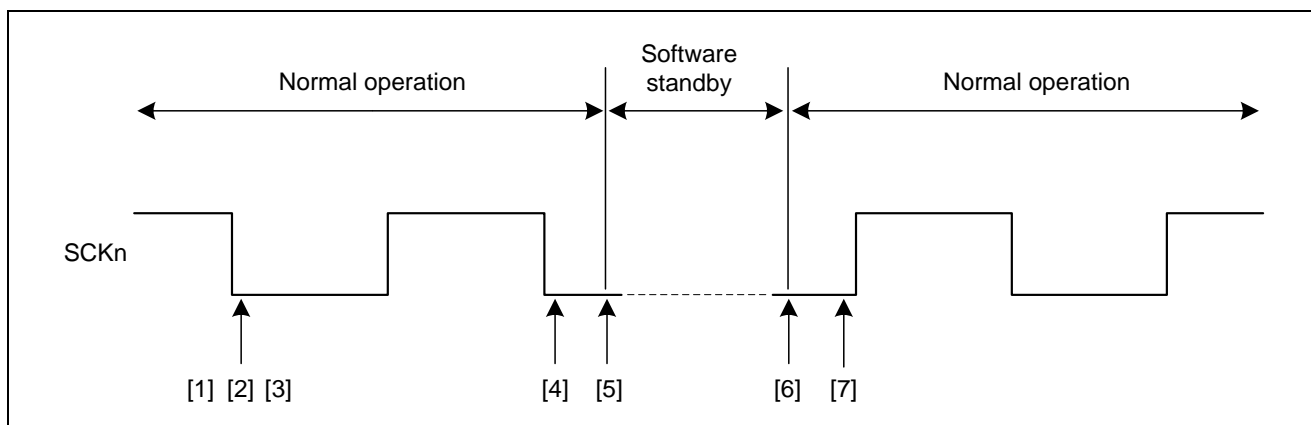 Normal operation
Software
standby
Normal operation
SCKn
[1] [2] [3]
[4] [5]
[6] [7]